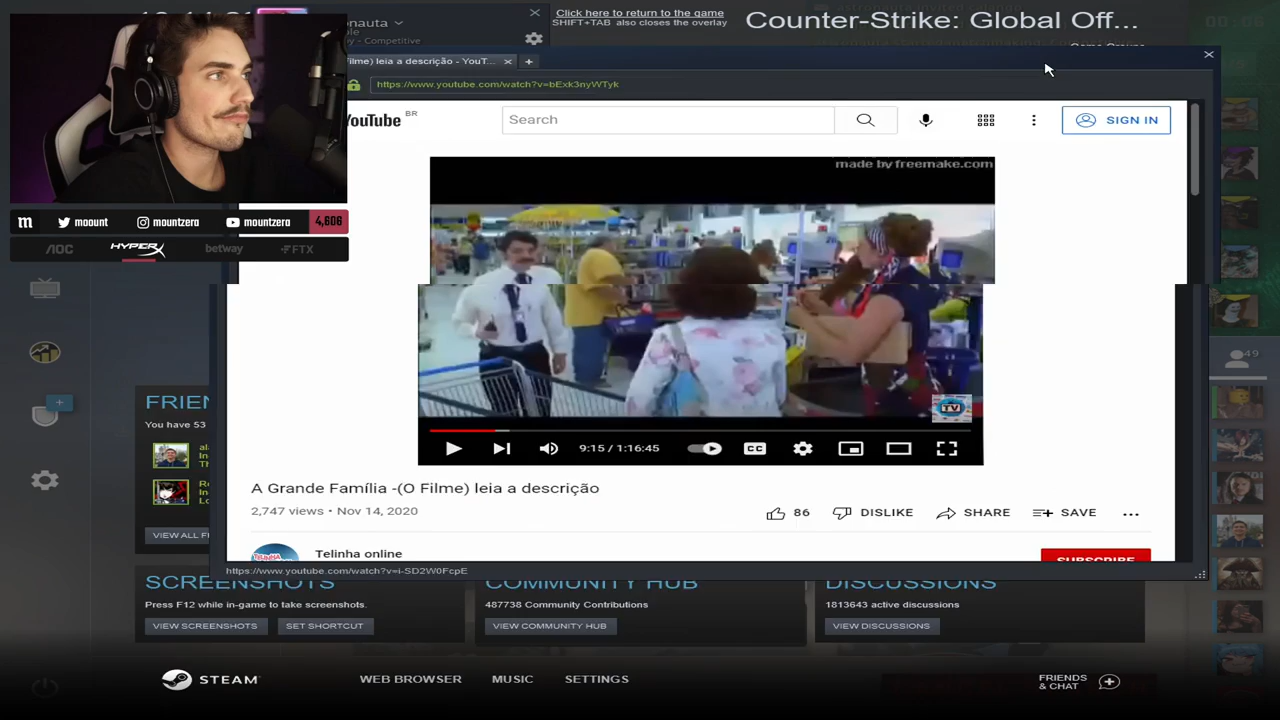 Click here to return to the game
SHIFT+TAB also closes the overlay
Counter-Strike: Global Off...
- Competitive
leia a descrição - YouT...
https://www.youtube.com/watch?v=bExk3nyWTyk
YouTube BR
Search
SIGN IN
made by freemake.com
m moount mountzera mountzera 4,606
AOC HYPERX betway FTX
TV
49
9:15 / 1:16:45
CC
A Grande Família -(O Filme) leia a descrição
2,747 views • Nov 14, 2020
86 DISLIKE SHARE SAVE
Telinha online
SUBSCRIBE
https://www.youtube.com/watch?v=i-SD2W0FcpE
FRIEN
You have 53
VIEW ALL F
SCREENSHOTS
Press F12 while in-game to take screenshots.
VIEW SCREENSHOTS SET SHORTCUT
COMMUNITY HUB
487738 Community Contributions
VIEW COMMUNITY HUB
DISCUSSIONS
1813643 active discussions
VIEW DISCUSSIONS
STEAM
WEB BROWSER MUSIC SETTINGS
FRIENDS
& CHAT